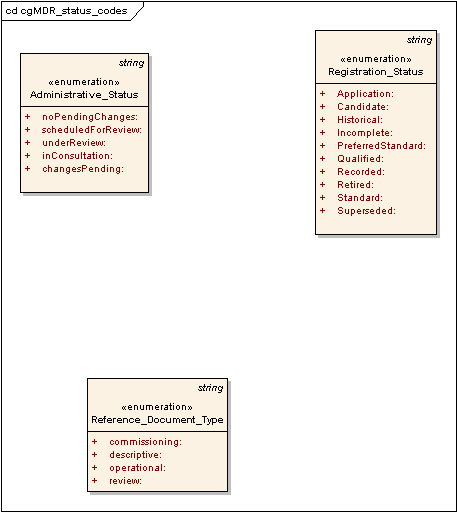 cd cgMDR_status_codes
string
«enumeration»
Administrative_Status
+ noPendingChanges:
+ scheduledForReview:
+ underReview:
+ inConsultation:
+ changesPending:
string
«enumeration»
Registration_Status
+ Application:
+ Candidate:
+ Historical:
+ Incomplete:
+ PreferredStandard:
+ Qualified:
+ Recorded:
+ Retired:
+ Standard:
+ Superseded:
string
«enumeration»
Reference_Document_Type
+ commissioning:
+ descriptive:
+ operational:
+ review: